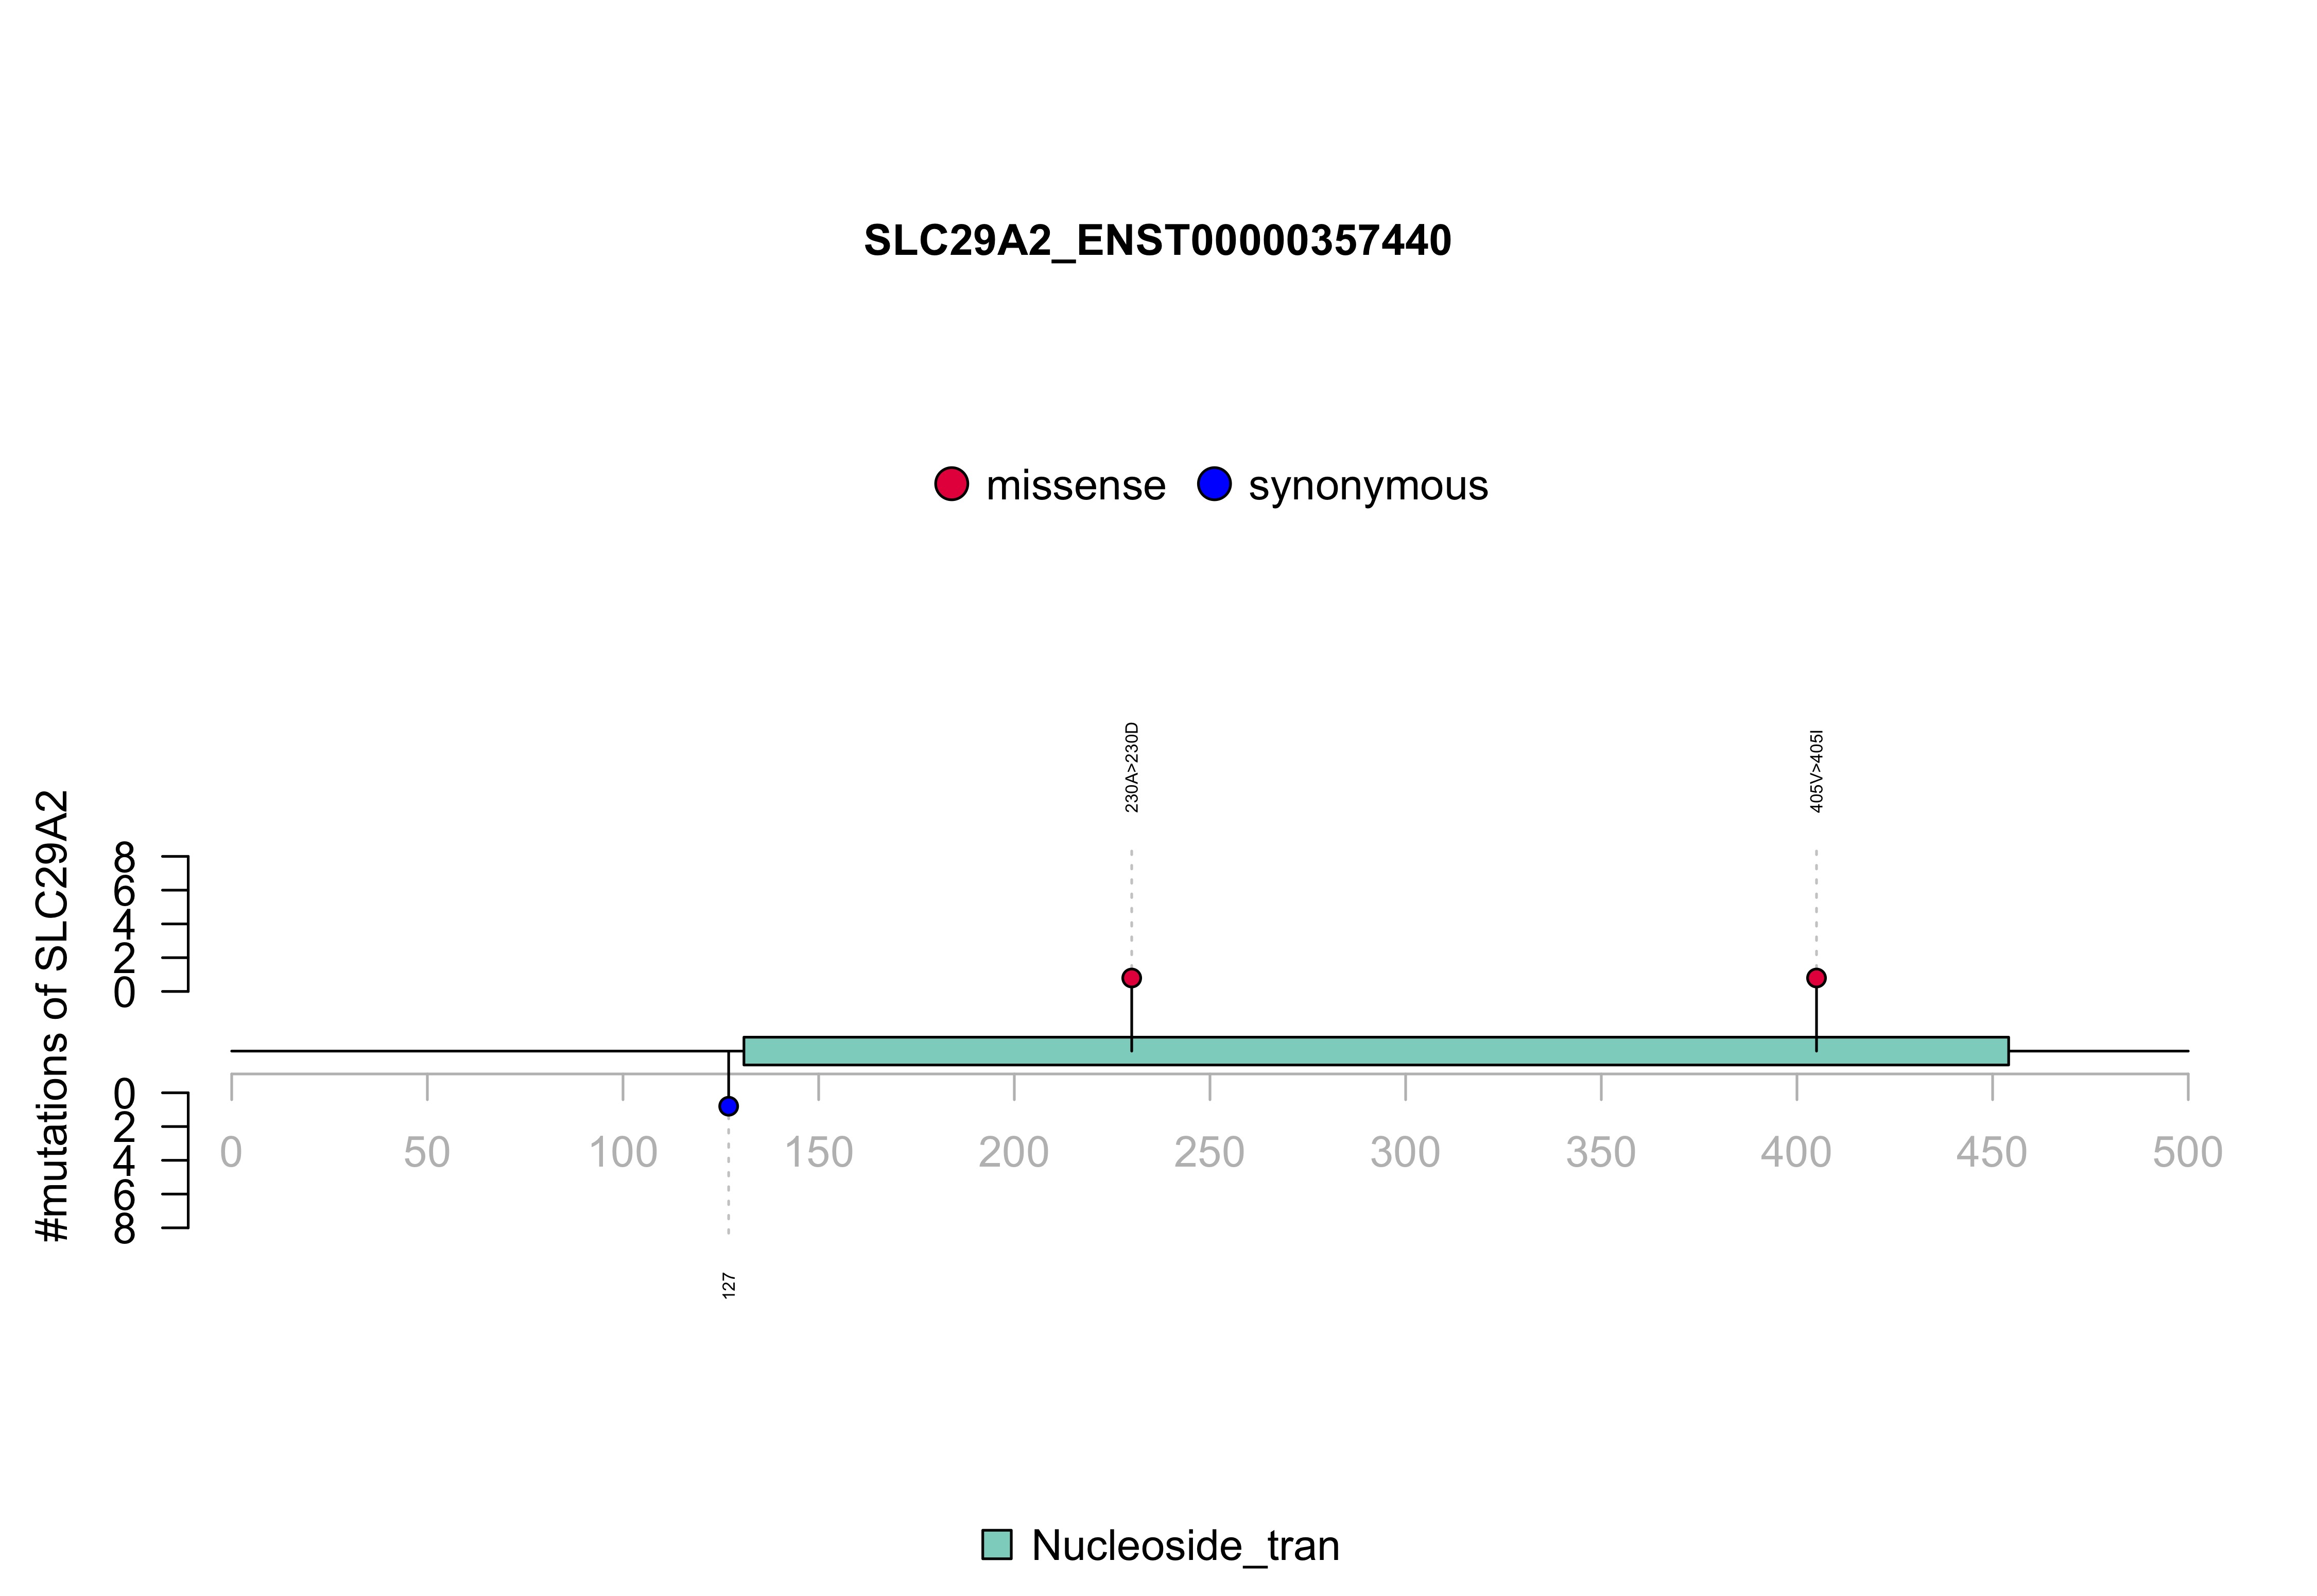 SLC29A2_ENST00000357440
missense synonymous
230A>230D
405V>405I
#mutations of SLC29A2
8
6
4
2
0
0
2
4
6
8
0 50 100 150 200 250 300 350 400 450 500
127
Nucleoside_tran